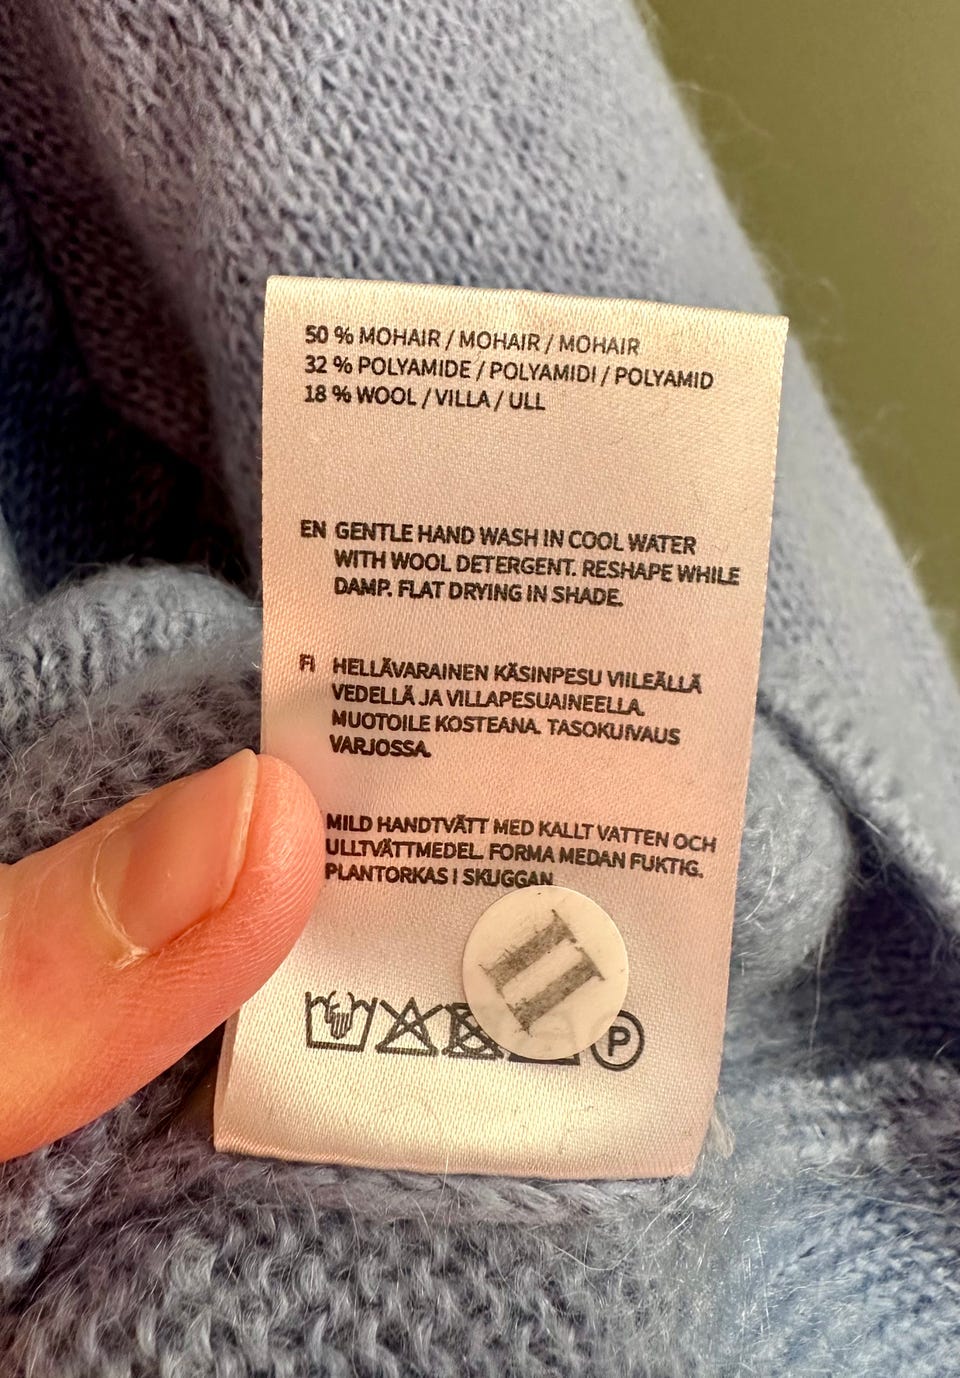 50 % MOHAIR / MOHAIR / MOHAIR
32 % POLYAMIDE / POLYAMIDI / POLYAMID
18 % WOOL / VILLA / ULL
EN GENTLE HAND WASH IN COOL WATER
WITH WOOL DETERGENT. RESHAPE WHILE
DAMP. FLAT DRYING IN SHADE.
FI HELLÄVARAINEN KÄSINPESU VIILEÄLLÄ
VEDELLÄ JA VILLAPESUAINEELLA.
MUOTOILE KOSTEANA. TASOKUIVAUS
VARJOSSA.
MILD HANDTVÄTT MED KALLT VATTEN OCH
ULLTVÄTTMEDEL. FORMA MEDAN FUKTIG.
PLANTORKAS I SKUGGAN.
P